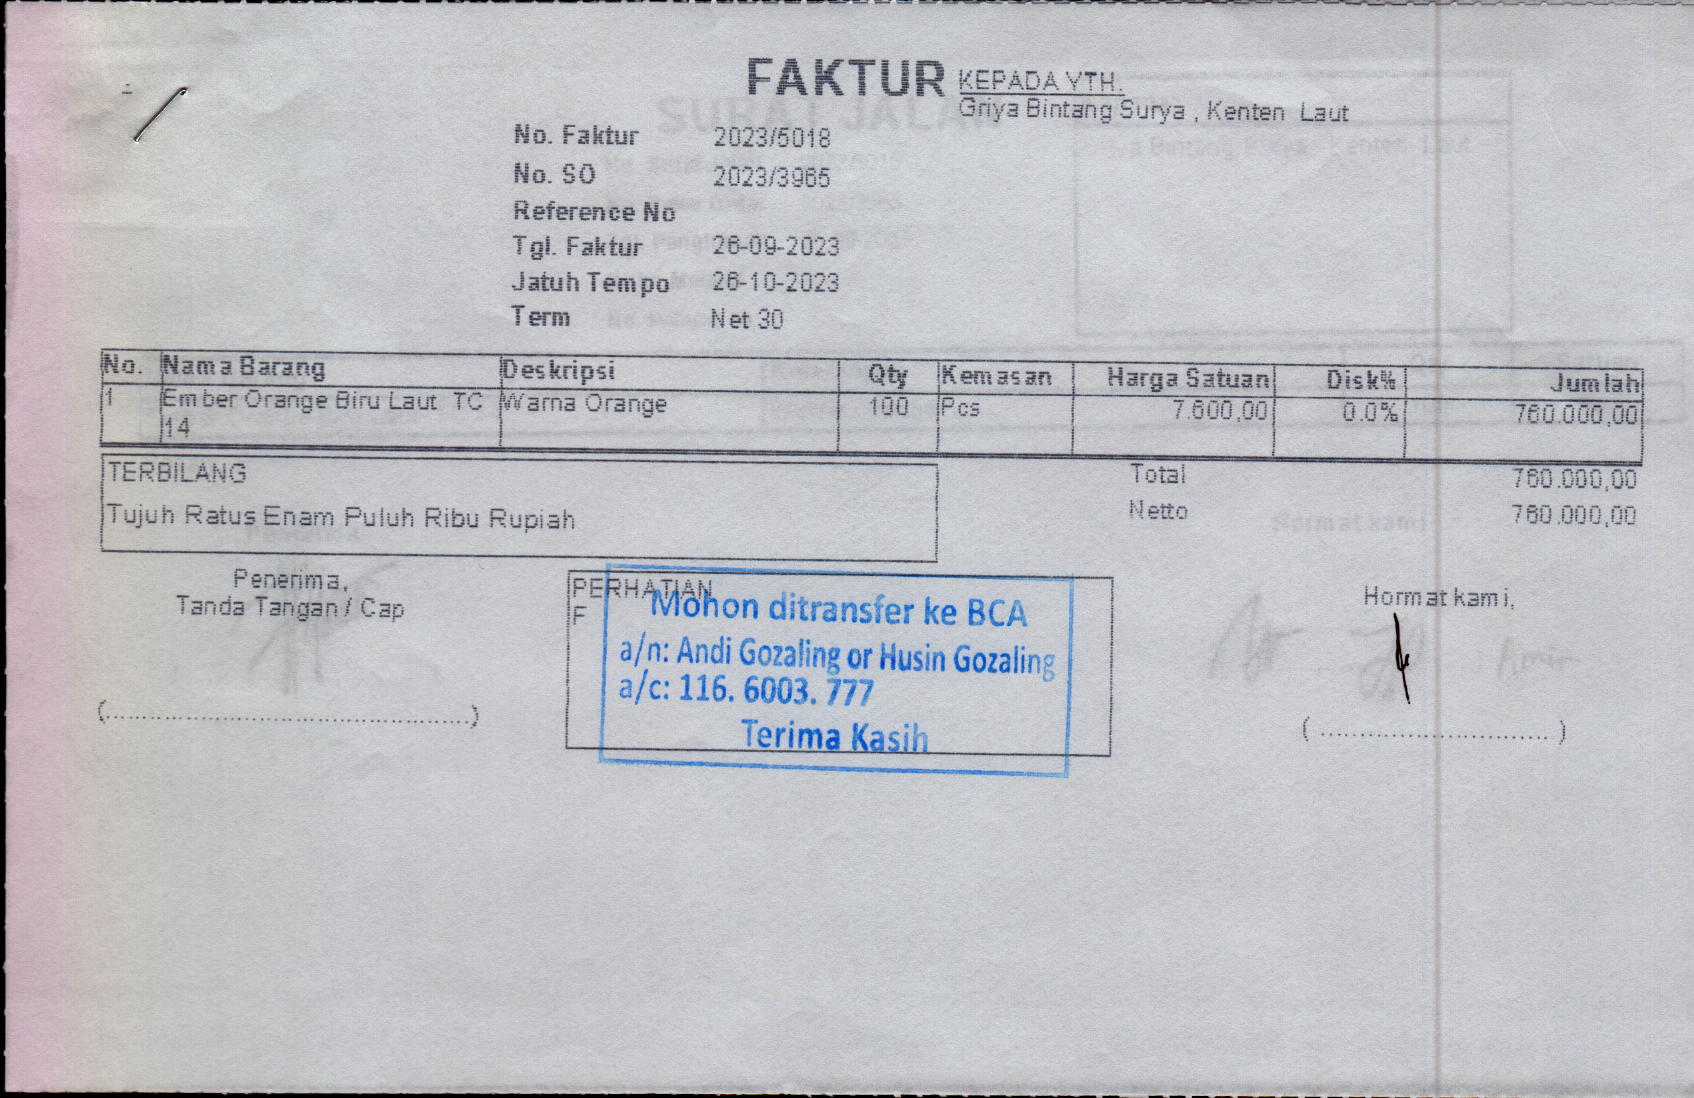 FAKTUR
KEPADA YTH.
Griya Bintang Surya , Kenten Laut
No. Faktur 2023/5018
No. SO 2023/3965
Reference No
Tgl. Faktur 26-09-2023
Jatuh Tempo 26-10-2023
Term Net 30
No. Nama Barang Deskripsi Qty Kemasan Harga Satuan Disk% Jumlah
1 Ember Orange Biru Laut TC Warna Orange 100 Pcs 7.600,00 0.0% 760.000,00
14
TERBILANG
Tujuh Ratus Enam Puluh Ribu Rupiah
Total 760.000,00
Netto 760.000,00
Penerima,
Tanda Tangan / Cap
(................................................)
PERHATIAN
F
Mohon ditransfer ke BCA
a/n: Andi Gozaling or Husin Gozaling
a/c: 116. 6003. 777
Terima Kasih
Hormat kami,
( .............................. )